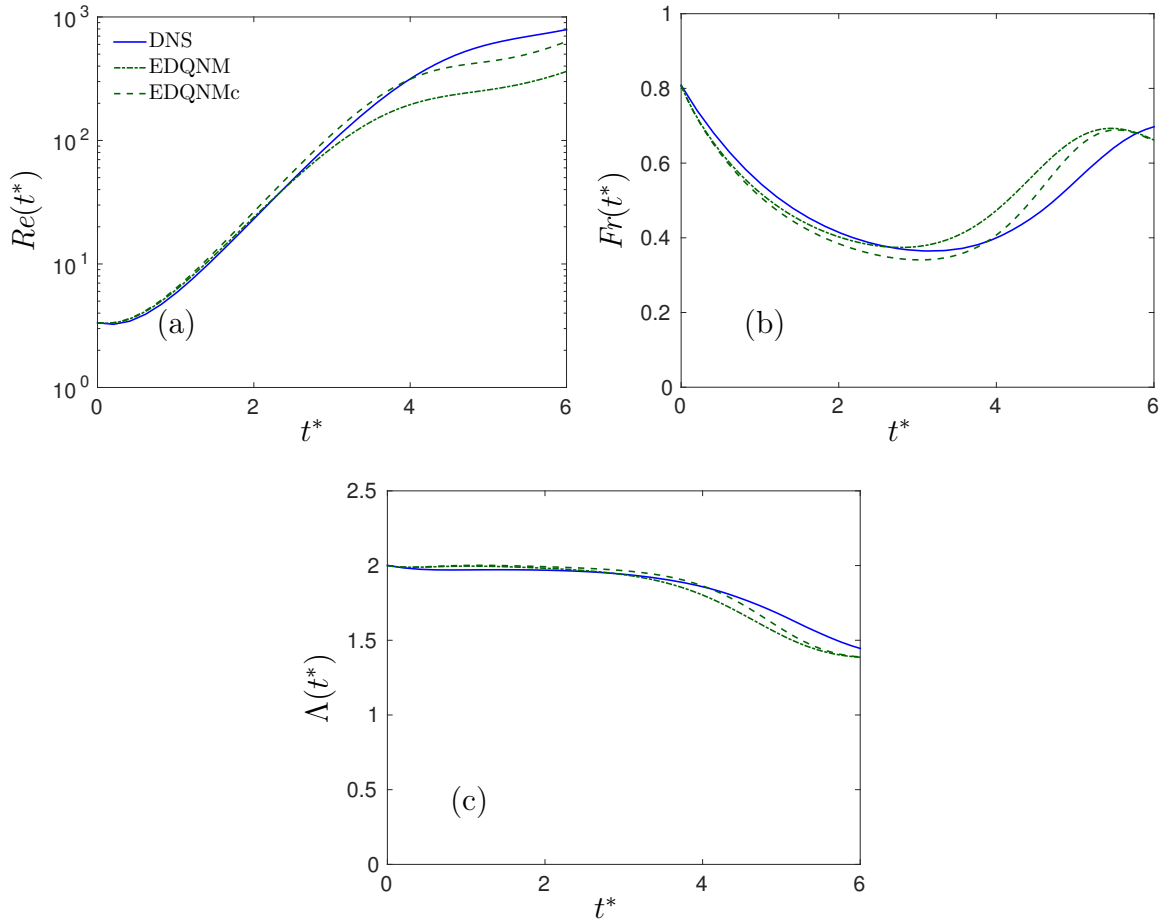 10^3
DNS
EDQNM
EDQNMc
10^2
10^1
10^0
Re(t*)
(a)
0 2 4 6
t*
1
0.8
0.6
0.4
0.2
0
Fr(t*)
(b)
0 2 4 6
t*
2.5
2
1.5
1
0.5
0
Λ(t*)
(c)
0 2 4 6
t*